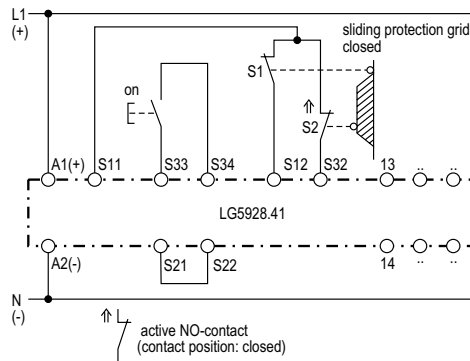 L1
(+)
sliding protection grid
closed
S1
on
S2
A1(+) S11 S33 S34 S12 S32 13 .. ..
LG5928.41
A2(-) S21 S22 14 .. ..
N
(-)
active NO-contact
(contact position: closed)